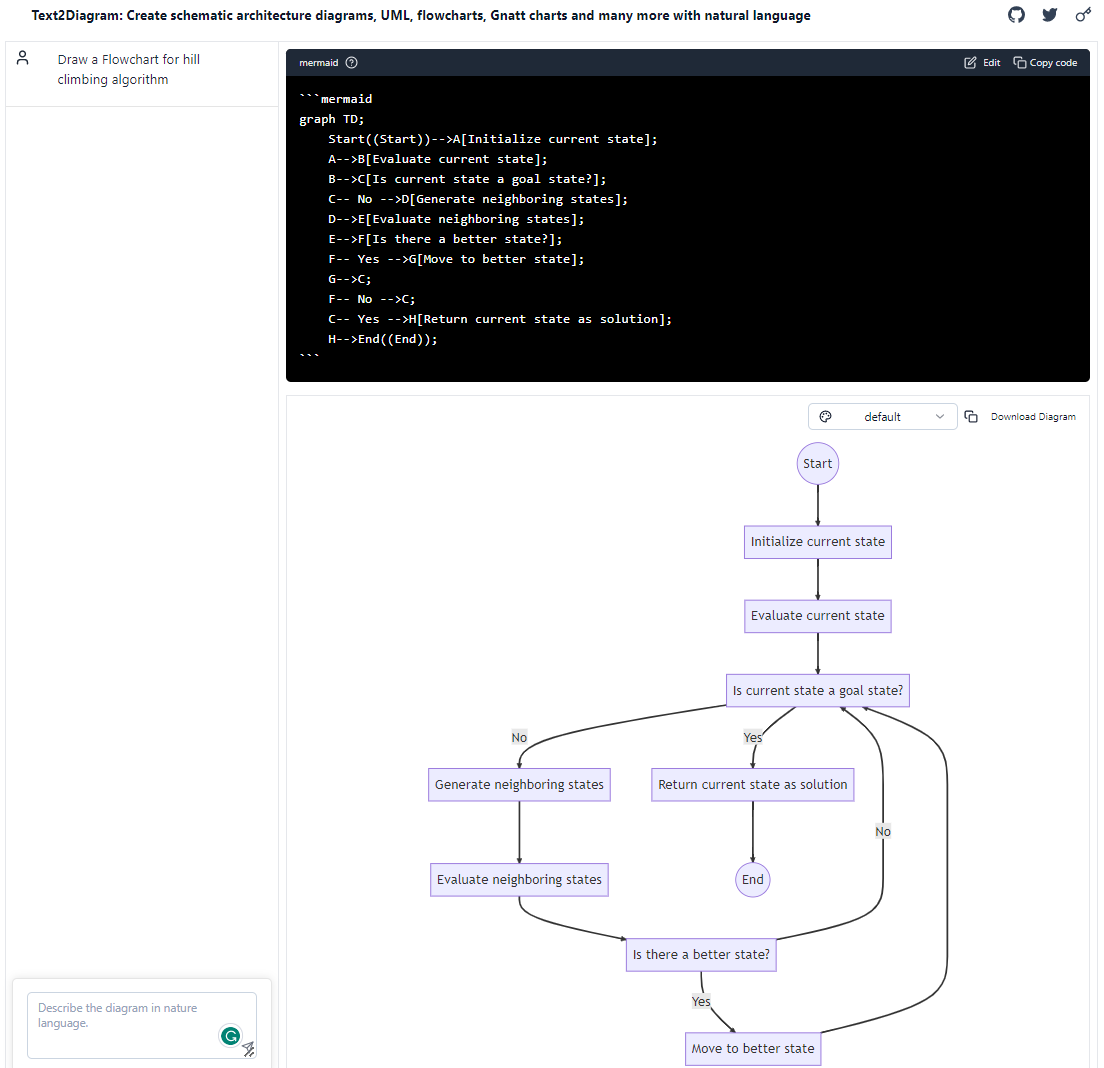 Text2Diagram: Create schematic architecture diagrams, UML, flowcharts, Gnatt charts and many more with natural language
Draw a Flowchart for hill
climbing algorithm
mermaid
Edit
Copy code
```mermaid
graph TD;
    Start((Start))-->A[Initialize current state];
    A-->B[Evaluate current state];
    B-->C[Is current state a goal state?];
    C-- No -->D[Generate neighboring states];
    D-->E[Evaluate neighboring states];
    E-->F[Is there a better state?];
    F-- Yes -->G[Move to better state];
    G-->C;
    F-- No -->C;
    C-- Yes -->H[Return current state as solution];
    H-->End((End));
```
default
Download Diagram
Start
Initialize current state
Evaluate current state
Is current state a goal state?
No
Yes
Generate neighboring states
Return current state as solution
No
Evaluate neighboring states
End
Is there a better state?
Yes
Move to better state
Describe the diagram in nature
language.